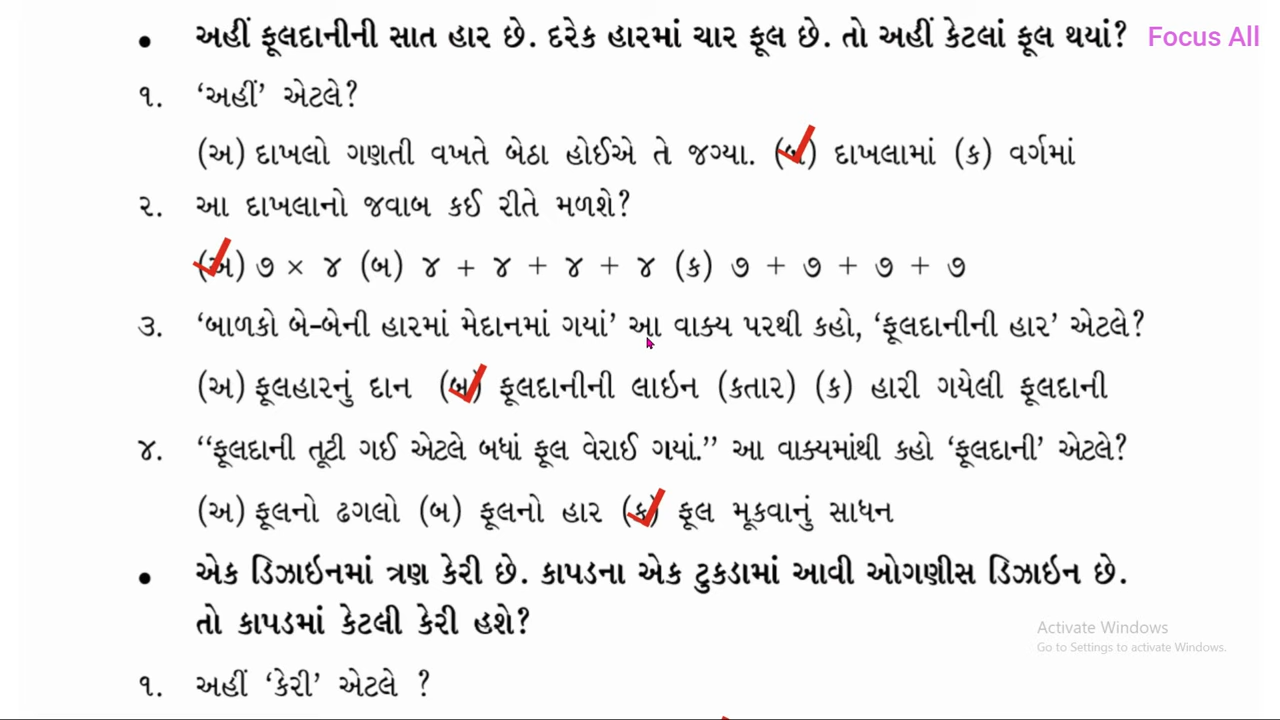 • અહીં ફૂલદાનીની સાત હાર છે. દરેક હારમાં ચાર ફૂલ છે. તો અહીં કેટલાં ફૂલ થયાં? Focus All
૧. ‘અહીં’ એટલે?
(અ) દાખલો ગણતી વખતે બેઠા હોઈએ તે જગ્યા. (બ) દાખલામાં (ક) વર્ગમાં
૨. આ દાખલાનો જવાબ કઈ રીતે મળશે?
(અ) ૭ × ૪ (બ) ૪ + ૪ + ૪ + ૪ (ક) ૭ + ૭ + ૭ + ૭
૩. ‘બાળકો બે-બેની હારમાં મેદાનમાં ગયાં’ આ વાક્ય પરથી કહો, ‘ફૂલદાનીની હાર’ એટલે?
(અ) ફૂલહારનું દાન (બ) ફૂલદાનીની લાઇન (કતાર) (ક) હારી ગયેલી ફૂલદાની
૪. “ફૂલદાની તૂટી ગઈ એટલે બધાં ફૂલ વેરાઈ ગયાં.” આ વાક્યમાંથી કહો ‘ફૂલદાની’ એટલે?
(અ) ફૂલનો ઢગલો (બ) ફૂલનો હાર (ક) ફૂલ મૂકવાનું સાધન
• એક ડિઝાઇનમાં ત્રણ કેરી છે. કાપડના એક ટુકડામાં આવી ઓગણીસ ડિઝાઇન છે.
તો કાપડમાં કેટલી કેરી હશે?
Activate Windows
Go to Settings to activate Windows.
૧. અહીં ‘કેરી’ એટલે ?